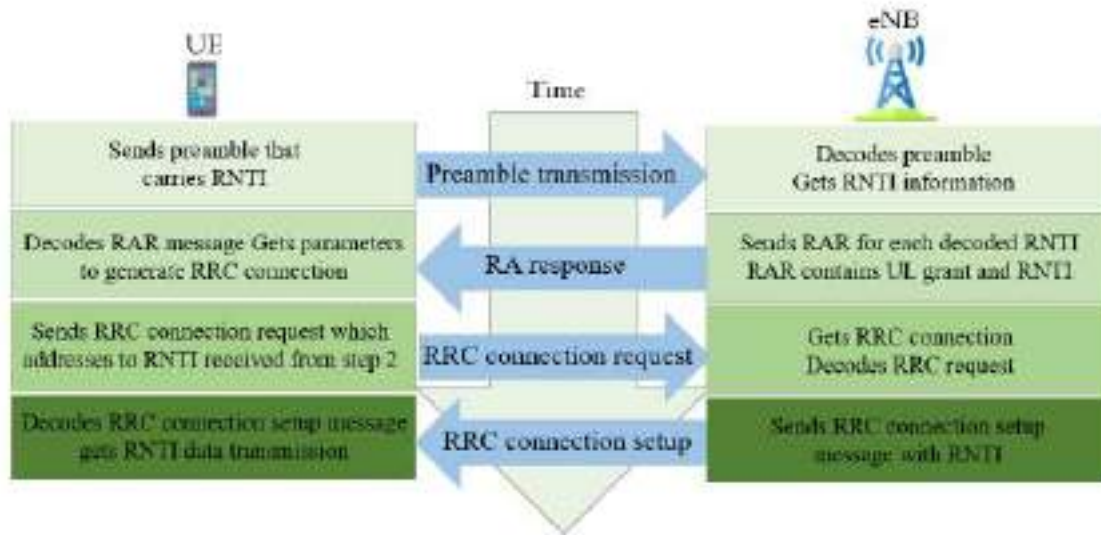 UE
eNB
Time
Sends preamble that
carries RNTI
Preamble transmission
Decodes preamble
Gets RNTI information
Decodes RAR message Gets parameters
to generate RRC connection
RA response
Sends RAR for each decoded RNTI
RAR contains UL grant and RNTI
Sends RRC connection request which
addresses to RNTI received from step 2
RRC connection request
Gets RRC connection
Decodes RRC request
Decodes RRC connection setup message
gets RNTI data transmission
RRC connection setup
Sends RRC connection setup
message with RNTI